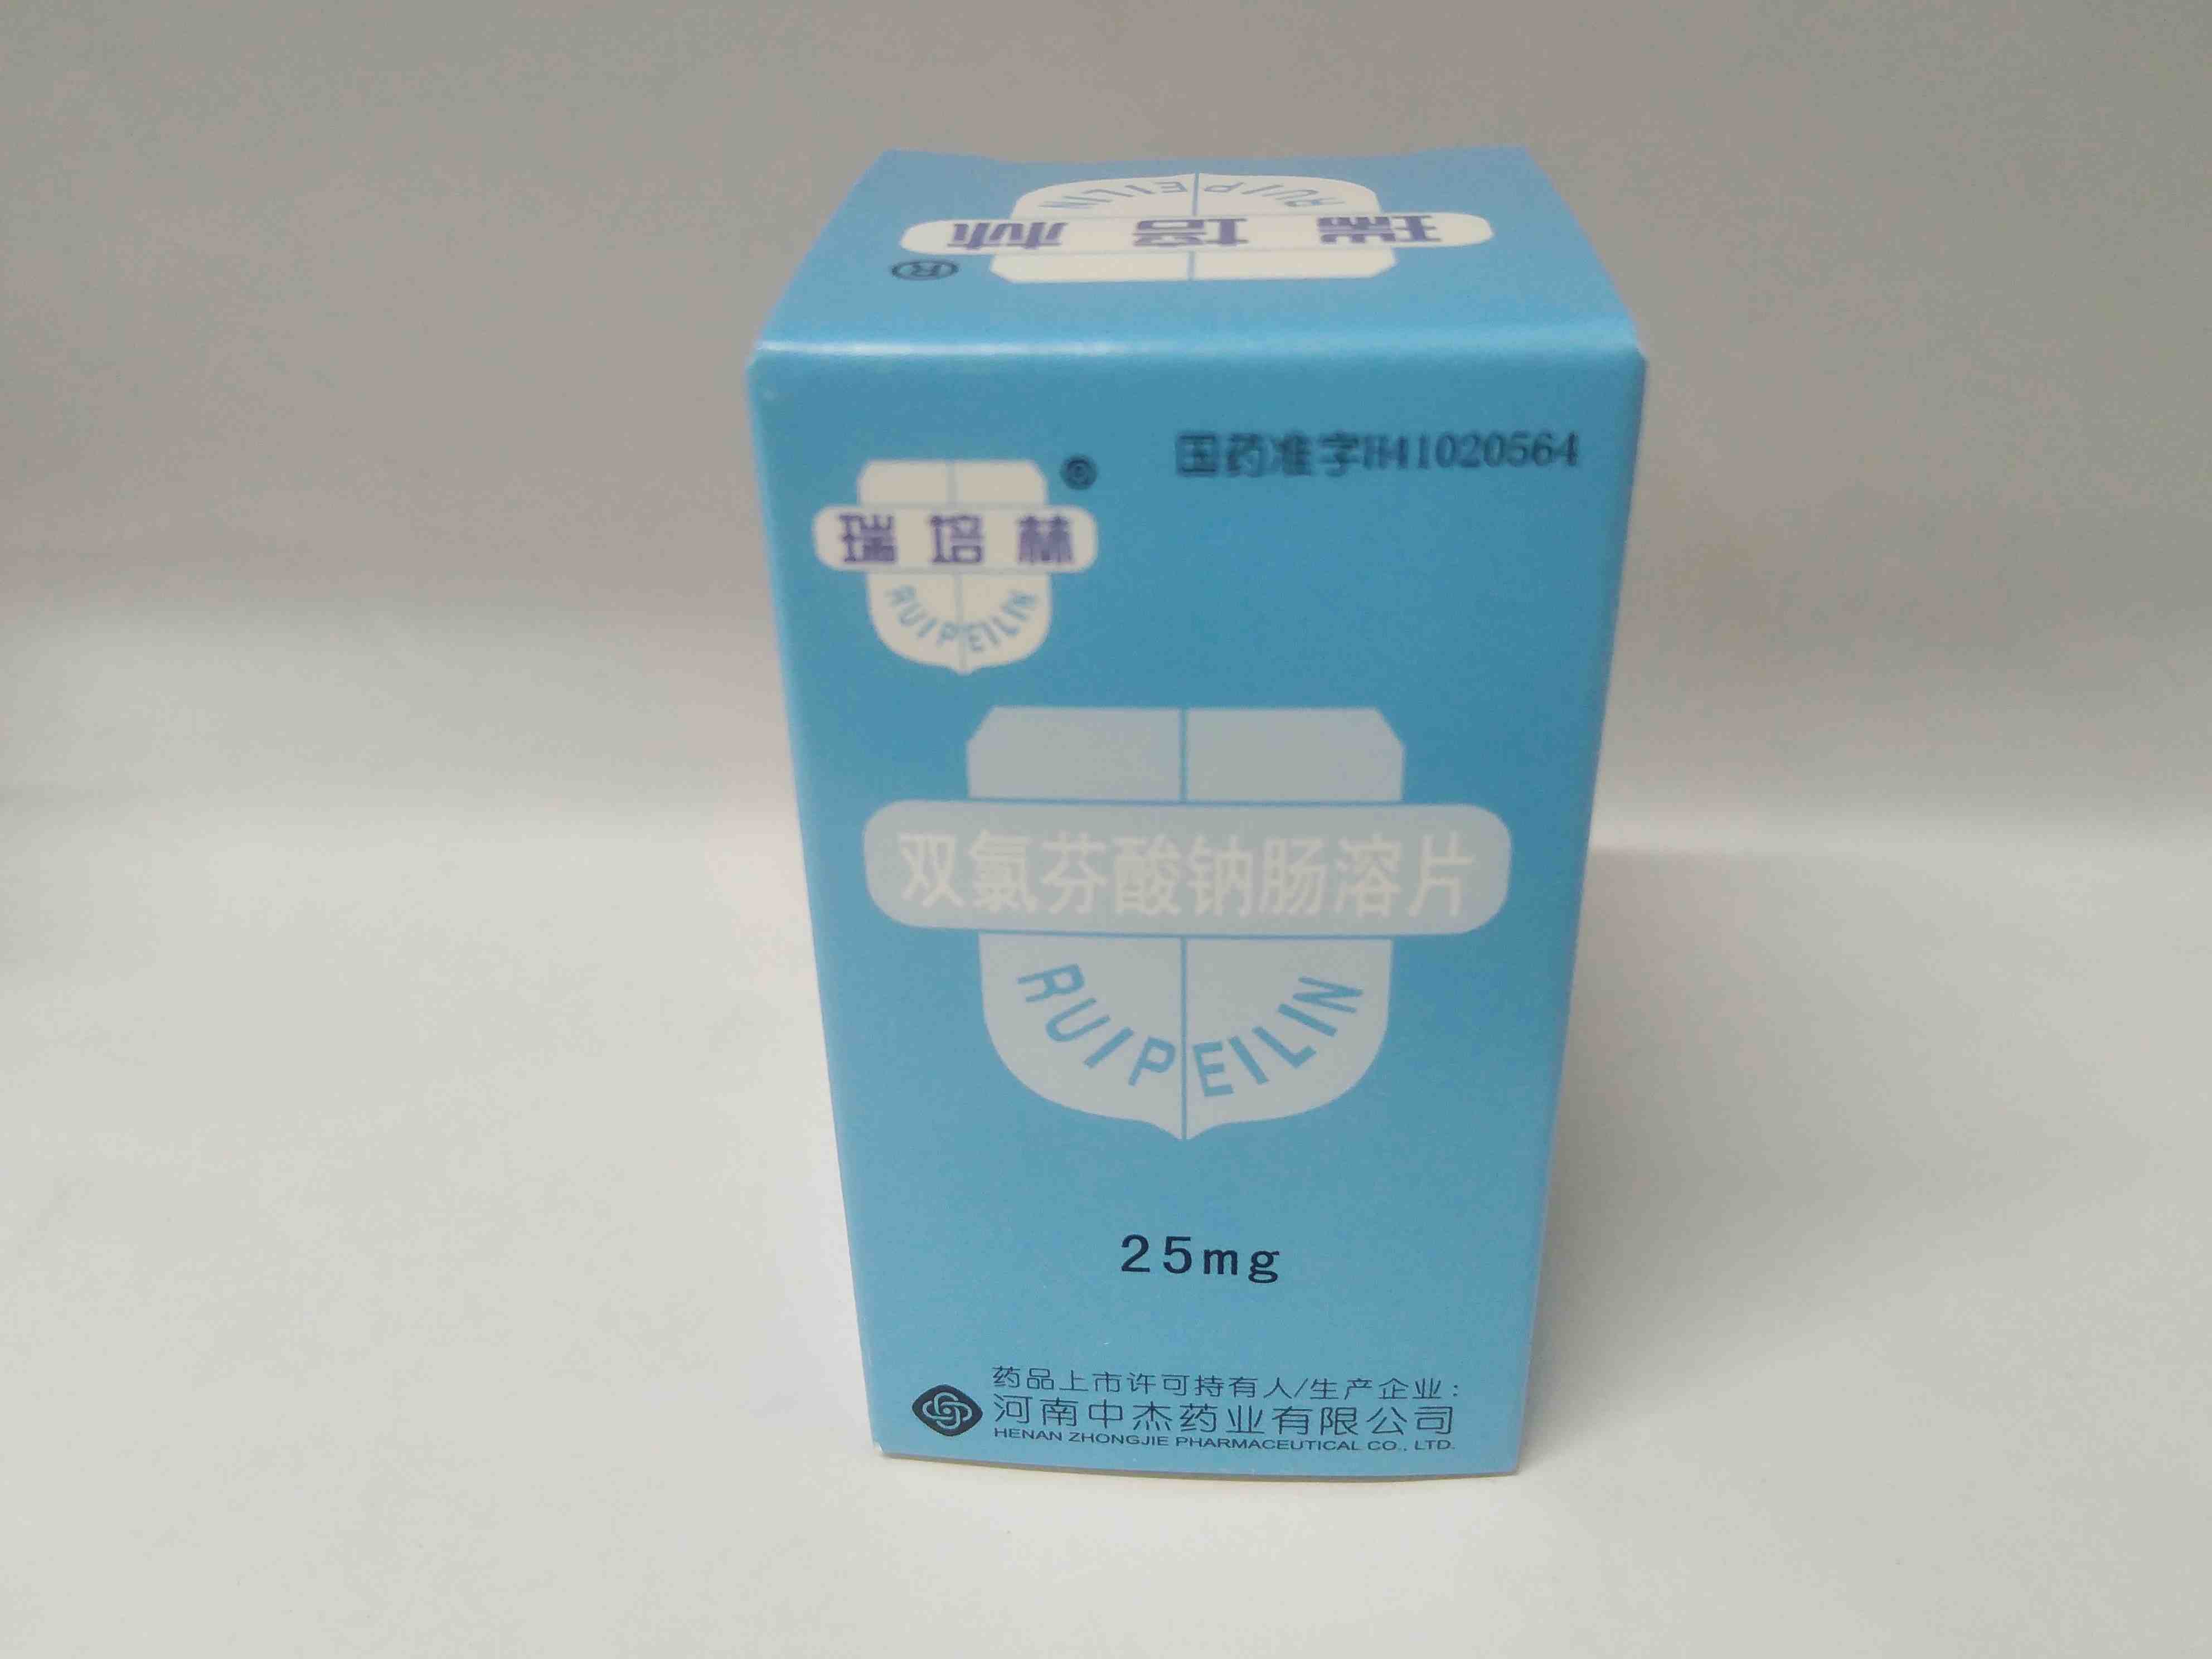 瑞培林
RUIPEILIN
®
国药准字H41020564
®
瑞培林
RUIPEILIN
双氯芬酸钠肠溶片
RUIPEILIN
25mg
药品上市许可持有人/生产企业:
河南中杰药业有限公司
HENAN ZHONGJIE PHARMACEUTICAL CO., LTD.